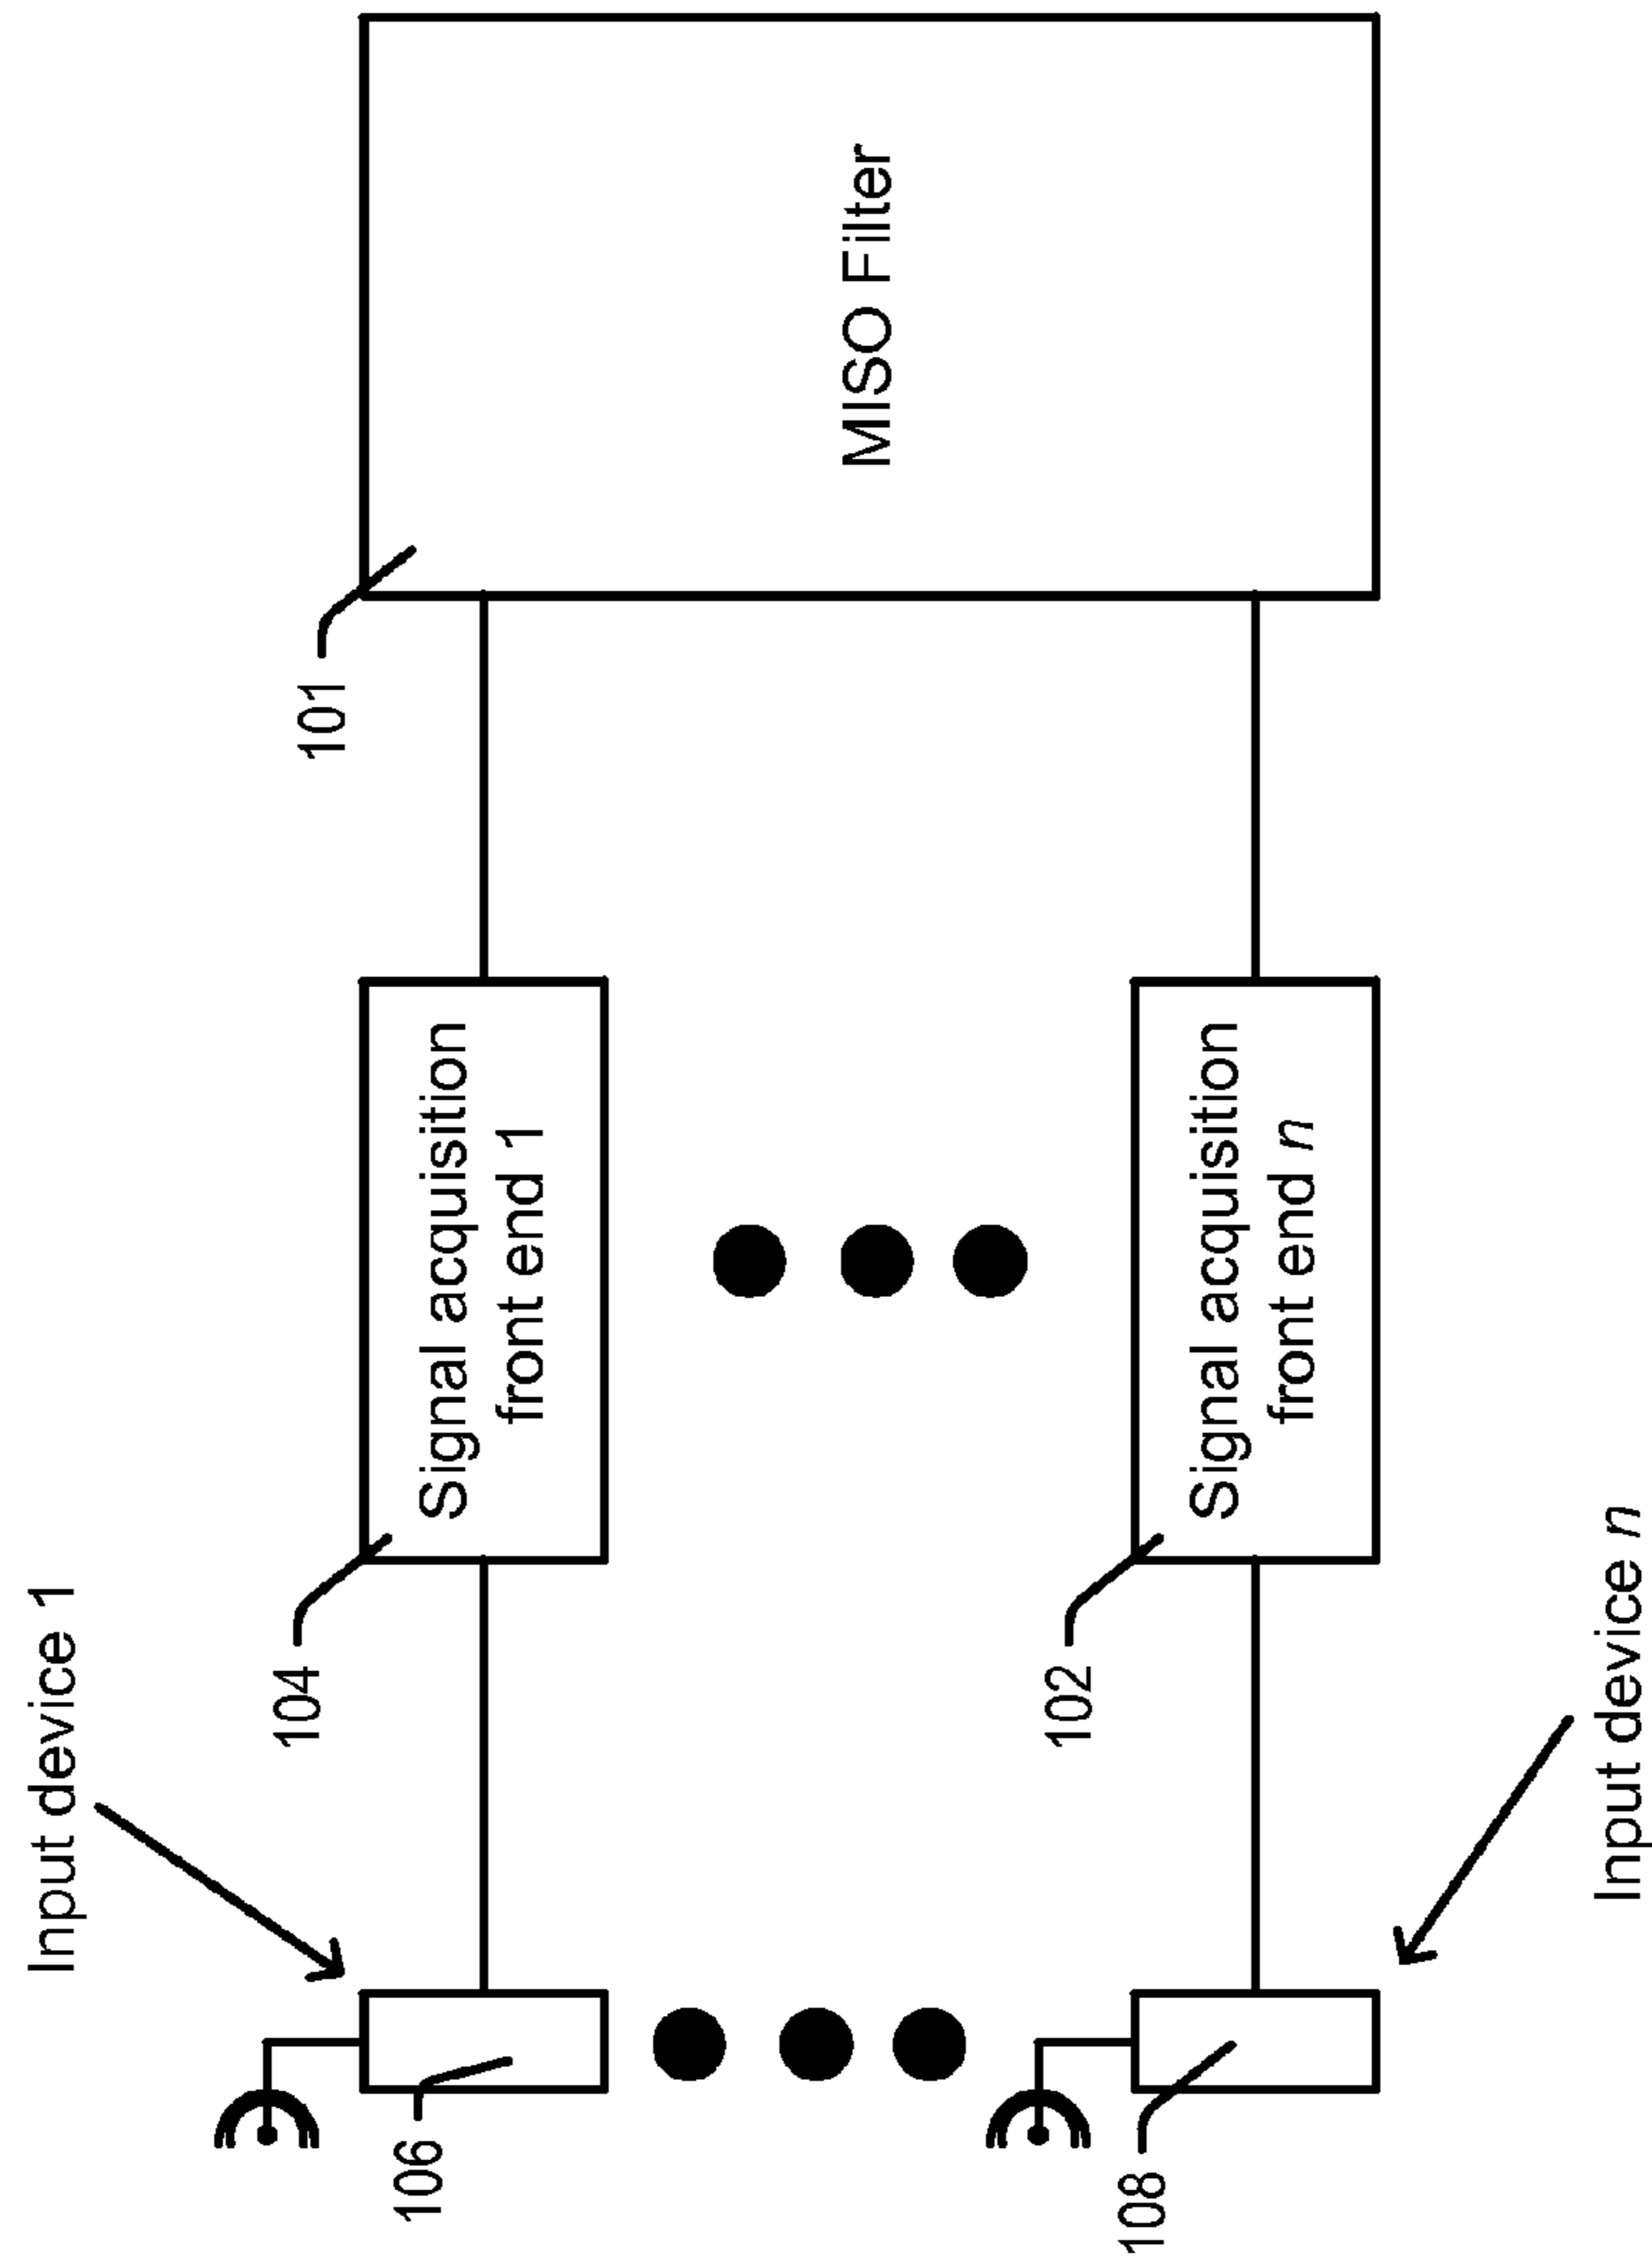 Input device 1
106
104
Signal acquisition
front end 1
101
MISO Filter
108
102
Signal acquisition
front end n
Input device n